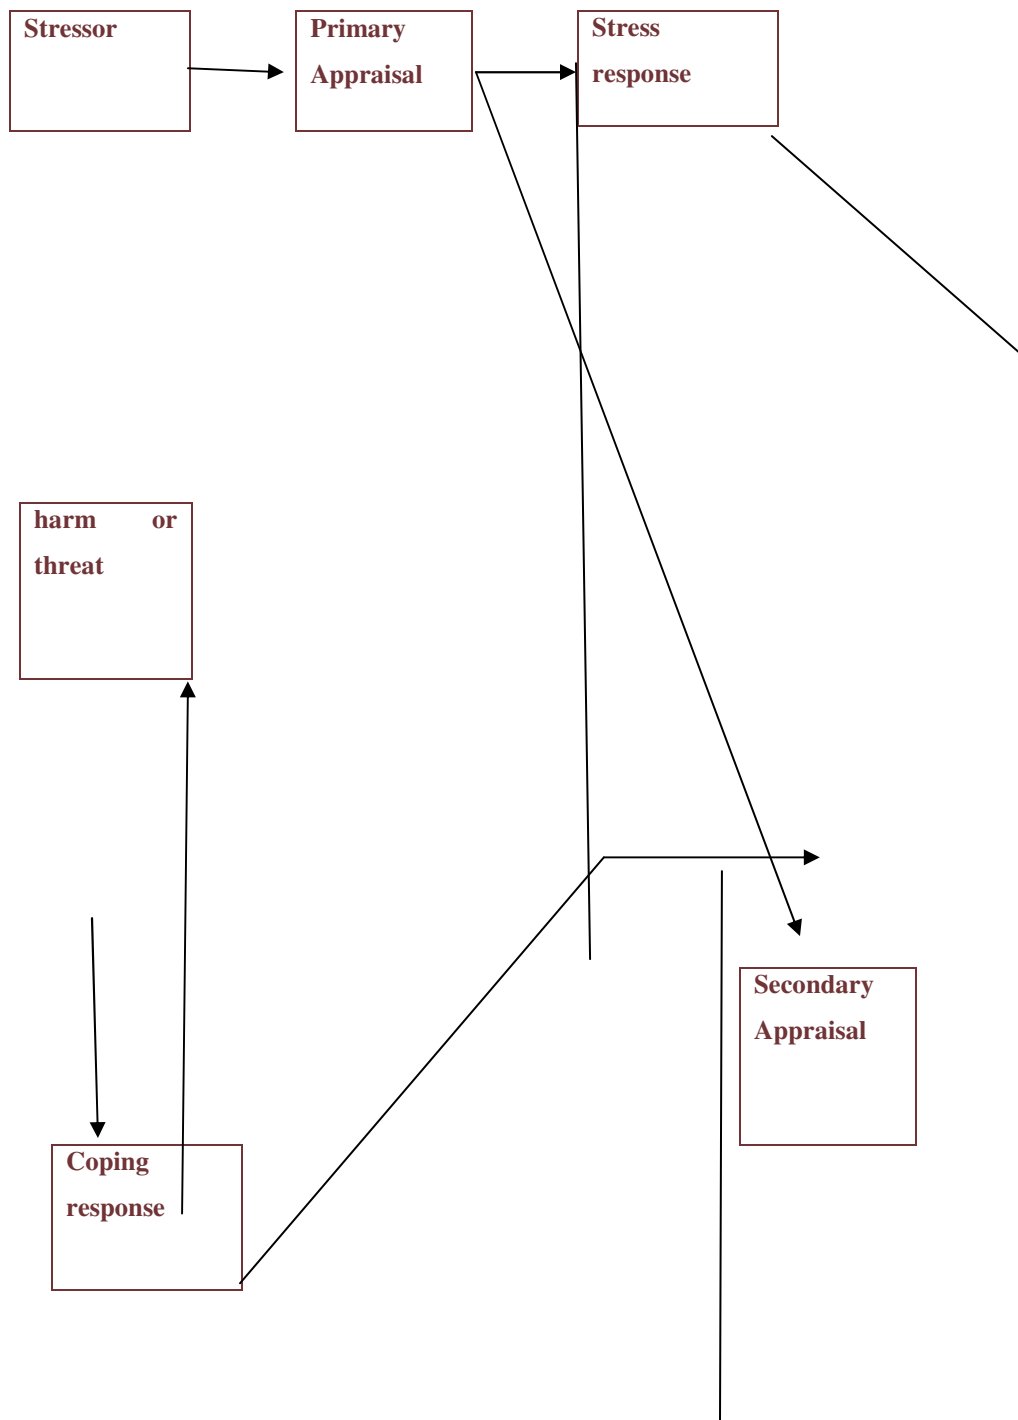 Stressor
Primary
Appraisal
Stress
response
harm or
threat
Secondary
Appraisal
Coping
response